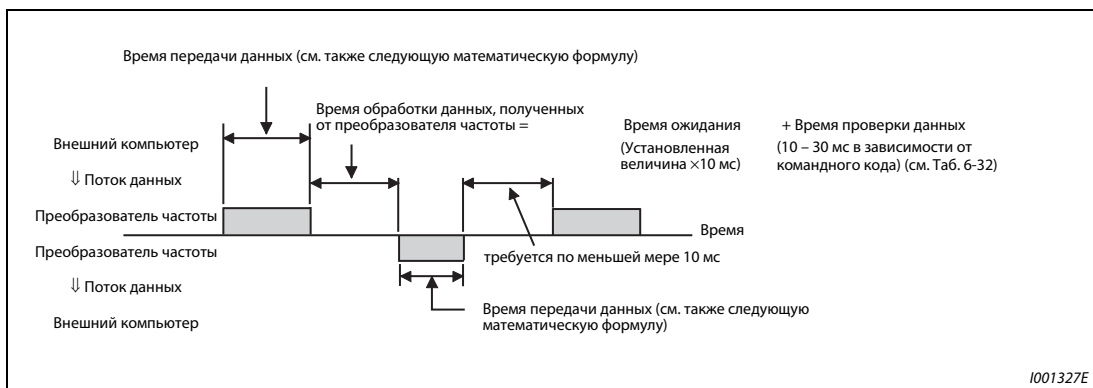 Время передачи данных (см. также следующую математическую формулу)
Время обработки данных, полученных
от преобразователя частоты =
Время ожидания
(Установленная
величина ×10 мс)
+ Время проверки данных
(10 – 30 мс в зависимости от
командного кода) (см. Таб. 6-32)
Внешний компьютер
⇓ Поток данных
Преобразователь частоты
Время
Преобразователь частоты
требуется по меньшей мере 10 мс
⇓ Поток данных
Время передачи данных (см. также следующую
математическую формулу)
Внешний компьютер
I001327E